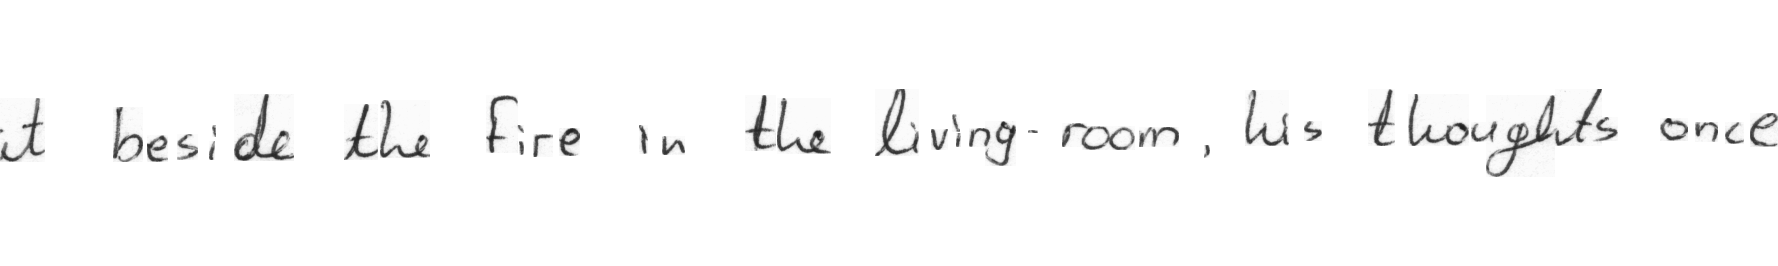 beside the fire in the living-room, his thoughts once